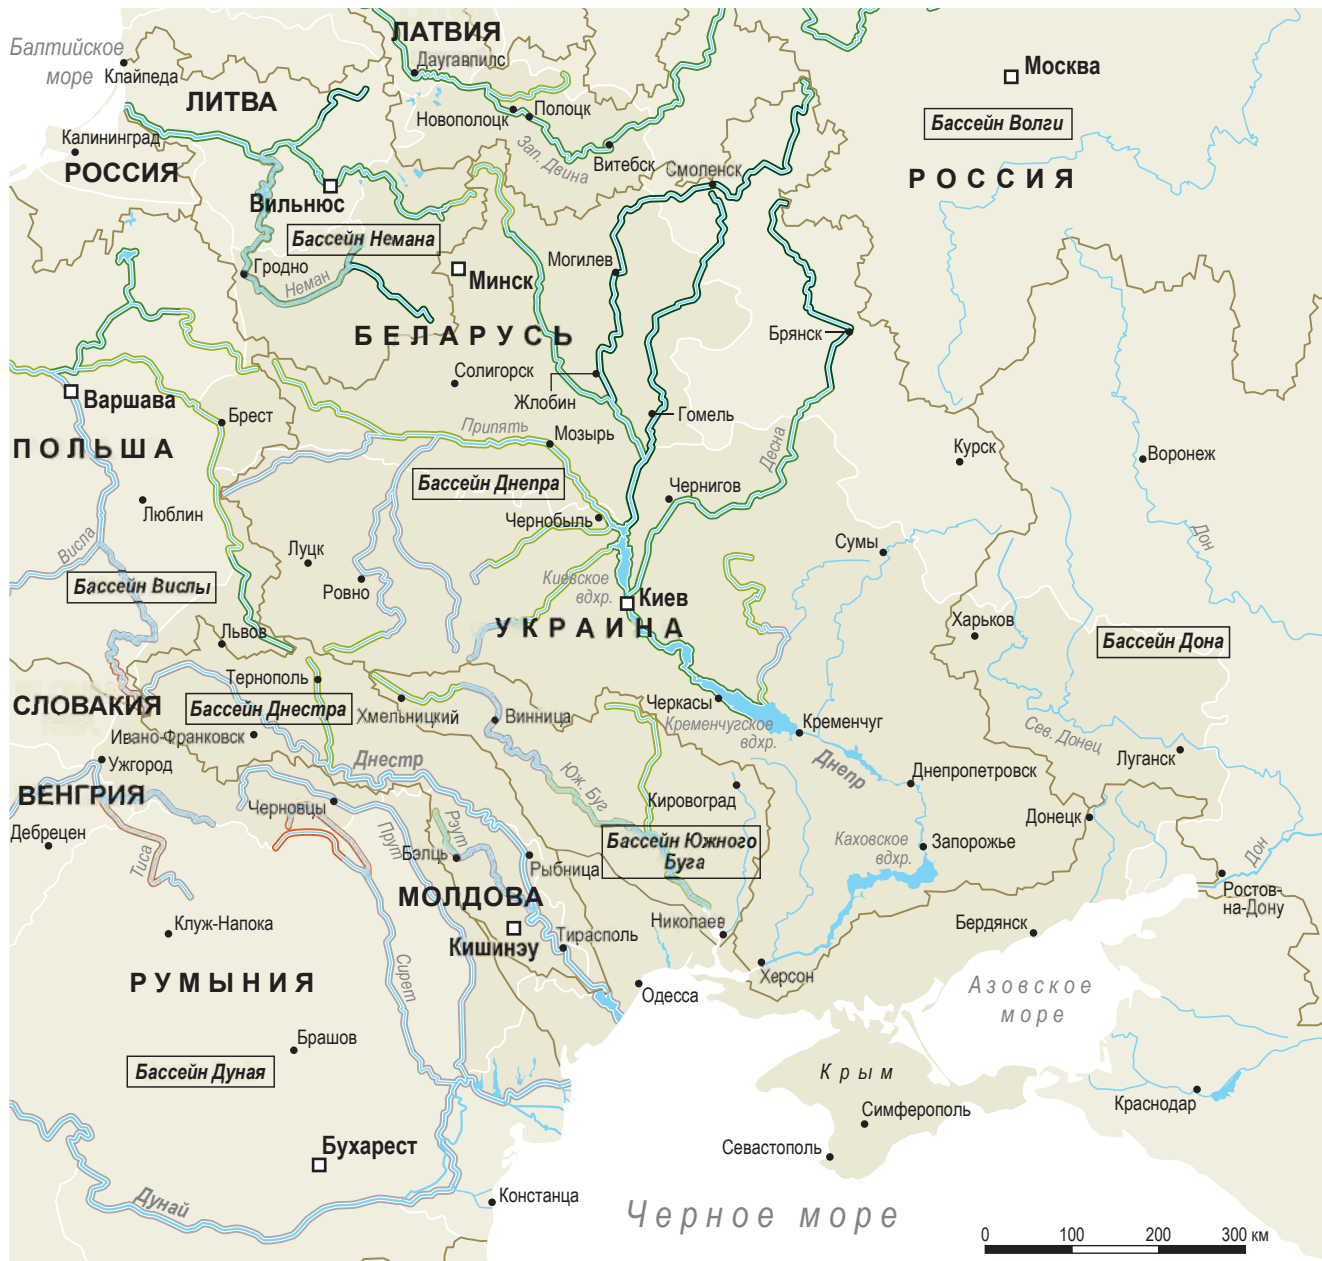 ЛАТВИЯ
Балтийское
море
Клайпеда
Даугавпилс
Москва
ЛИТВА
Новополоцк
Полоцк
Бассейн Волги
Калининград
РОССИЯ
Зап. Двина
Витебск
Смоленск
РОССИЯ
Вильнюс
Бассейн Немана
Гродно
Неман
Минск
Могилев
БЕЛАРУСЬ
Брянск
Солигорск
Жлобин
Варшава
Брест
Гомель
Припять
Мозырь
ПОЛЬША
Десна
Курск
Воронеж
Бассейн Днепра
Чернигов
Люблин
Чернобыль
Висла
Луцк
Сумы
Дон
Ровно
Киевское
вдхр.
Бассейн Вислы
Киев
УКРАИНА
Харьков
Львов
Бассейн Дона
Тернополь
СЛОВАКИЯ
Бассейн Днестра
Хмельницкий
Винница
Черкасы
Кременчугское
вдхр.
Кременчуг
Ивано-Франковск
Сев. Донец
Ужгород
Днестр
Луганск
Днепр
Днепропетровск
ВЕНГРИЯ
Юж. Буг
Черновцы
Кировоград
Донецк
Дебрецен
Тиса
Прут
Рэут
Бэлць
Рыбница
Бассейн Южного
Буга
Каховское
вдхр.
Запорожье
Дон
МОЛДОВА
Ростов-
на-Дону
Клуж-Напока
Кишинэу
Тирасполь
Николаев
Бердянск
РУМЫНИЯ
Сирет
Херсон
Одесса
Азовское
море
Брашов
Бассейн Дуная
Крым
Симферополь
Краснодар
Севастополь
Бухарест
Дунай
Констанца
Черное море
0 100 200 300 км